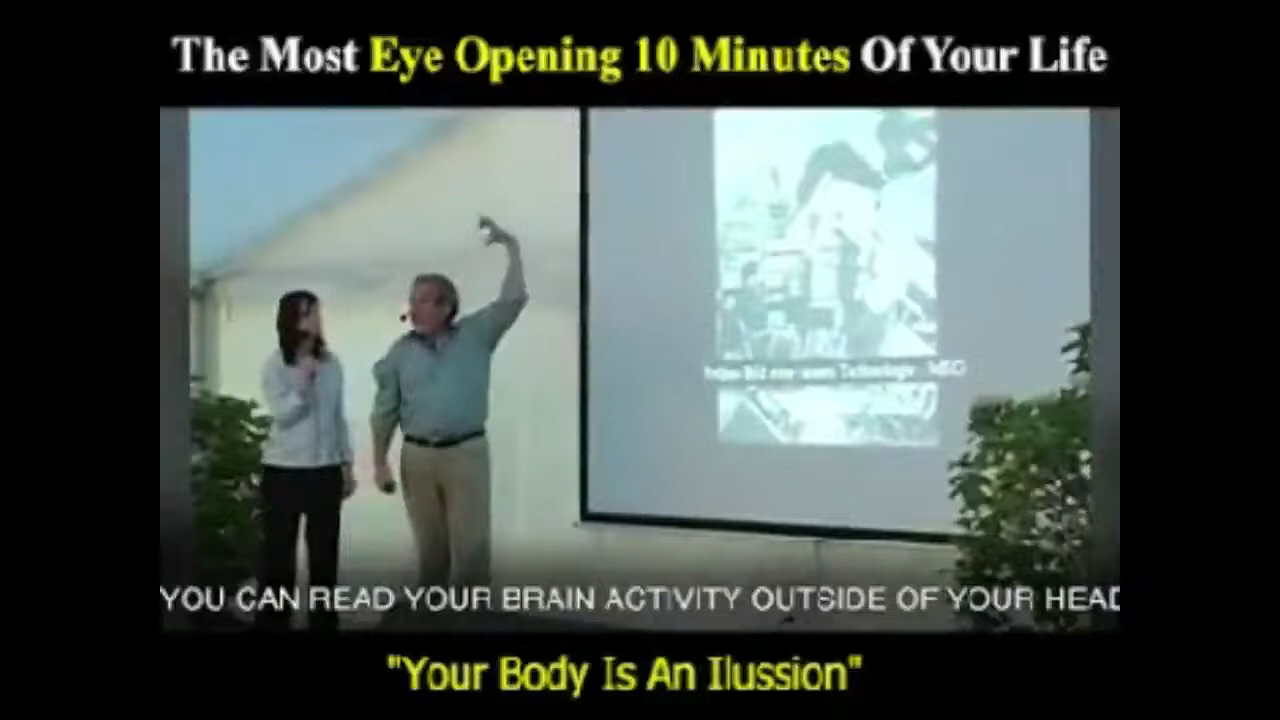 The Most Eye Opening 10 Minutes Of Your Life
YOU CAN READ YOUR BRAIN ACTIVITY OUTSIDE OF YOUR HEAD
"Your Body Is An Ilussion"